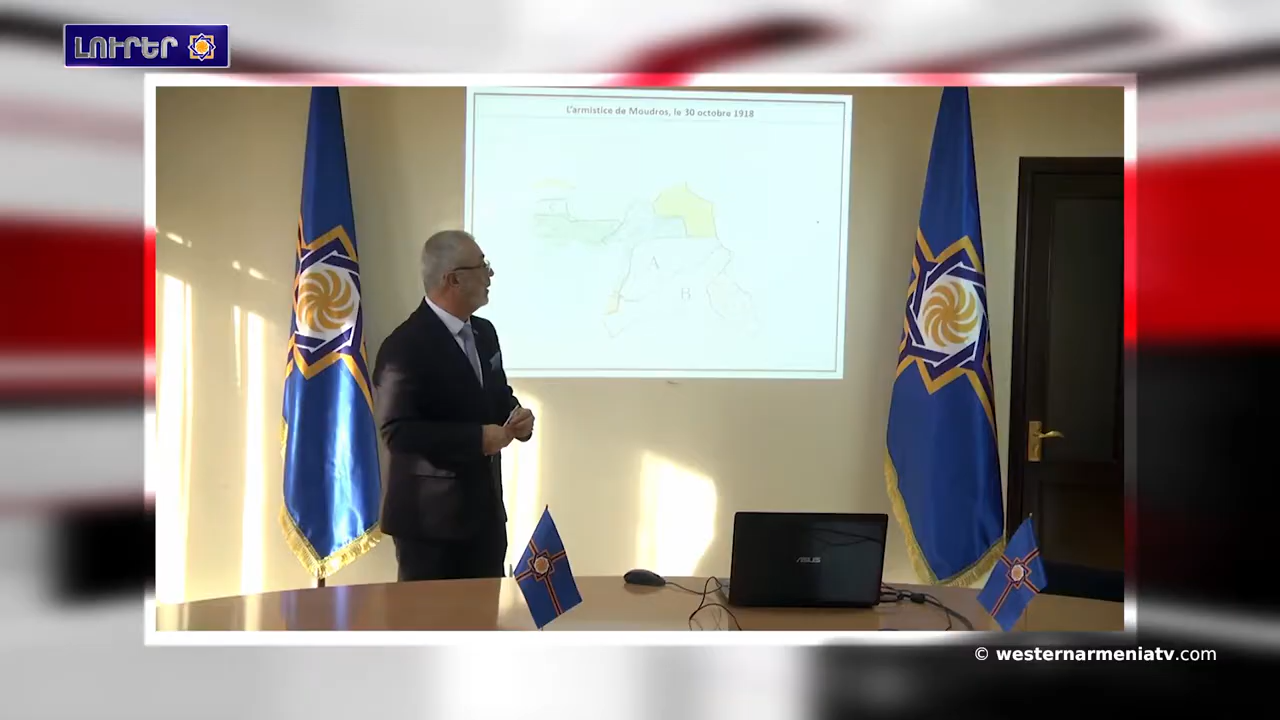 ԼՈՒՐԵՐ
L'armistice de Moudros, le 30 octobre 1918
A
B
ASUS
© westernarmeniatv.com